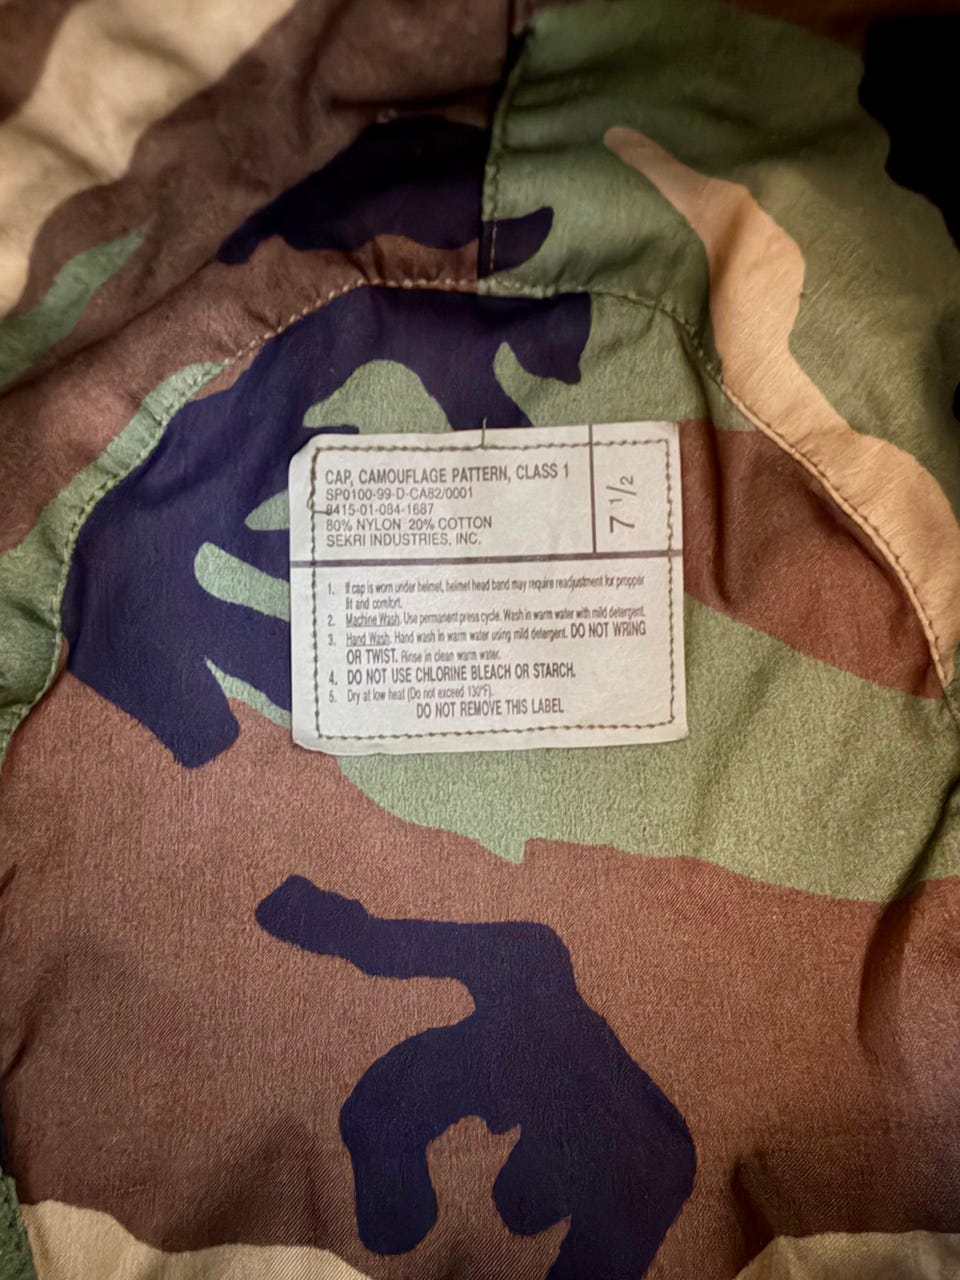 CAP, CAMOUFLAGE PATTERN, CLASS 1
SP0100-99-D-CA82/0001
8415-01-084-1687
80% NYLON 20% COTTON
SEKRI INDUSTRIES, INC.
7 1/2
1. If cap is worn under helmet, helmet head band may require readjustment for propper
fit and comfort.
2. Machine Wash. Use permanent press cycle. Wash in warm water with mild detergent.
3. Hand Wash. Hand wash in warm water using mild detergent. DO NOT WRING
OR TWIST. Rinse in clean warm water.
4. DO NOT USE CHLORINE BLEACH OR STARCH.
5. Dry at low heat (Do not exceed 130°F).
DO NOT REMOVE THIS LABEL